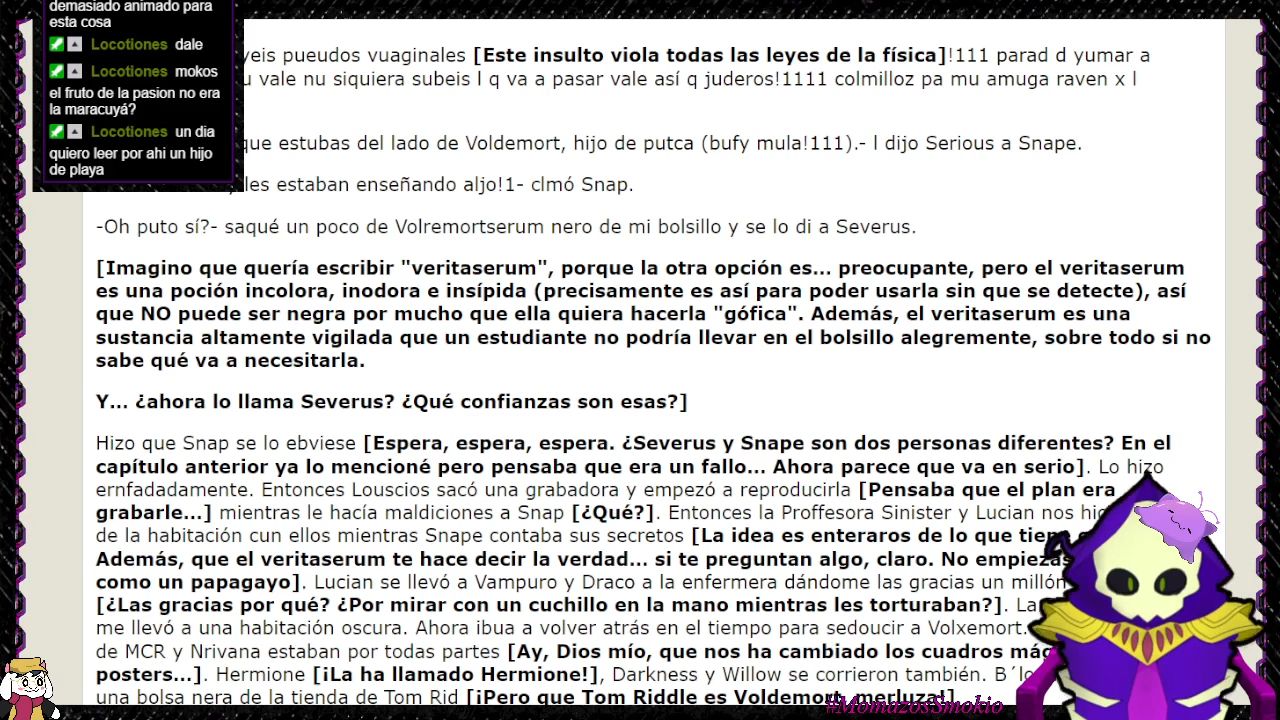 demasiado animado para
esta cosa
Locotiones dale
Locotiones mokos
el fruto de la pasion no era
la maracuyá?
Locotiones un dia
quiero leer por ahi un hijo
de playa
yeis pueudos vuaginales [Este insulto viola todas las leyes de la física]!111 parad d yumar a
vale nu siquiera subeis l q va a pasar vale así q juderos!1111 colmilloz pa mu amuga raven x l
que estubas del lado de Voldemort, hijo de putca (bufy mula!111).- l dijo Serious a Snape.
les estaban enseñando aljo!1- clmó Snap.
-Oh puto sí?- saqué un poco de Volremortserum nero de mi bolsillo y se lo di a Severus.
[Imagino que quería escribir "veritaserum", porque la otra opción es... preocupante, pero el veritaserum
es una poción incolora, inodora e insípida (precisamente es así para poder usarla sin que se detecte), así
que NO puede ser negra por mucho que ella quiera hacerla "gófica". Además, el veritaserum es una
sustancia altamente vigilada que un estudiante no podría llevar en el bolsillo alegremente, sobre todo si no
sabe qué va a necesitarla.
Y... ¿ahora lo llama Severus? ¿Qué confianzas son esas?]
Hizo que Snap se lo ebviese [Espera, espera, espera. ¿Severus y Snape son dos personas diferentes? En el
capítulo anterior ya lo mencioné pero pensaba que era un fallo... Ahora parece que va en serio]. Lo hizo
ernfadadamente. Entonces Louscios sacó una grabadora y empezó a reproducirla [Pensaba que el plan era
grabarle...] mientras le hacía maldiciones a Snap [¿Qué?]. Entonces la Proffesora Sinister y Lucian nos
de la habitación cun ellos mientras Snape contaba sus secretos [La idea es enteraros de lo que
Además, que el veritaserum te hace decir la verdad... si te preguntan algo, claro. No
como un papagayo]. Lucian se llevó a Vampuro y Draco a la enfermera dándome las gracias un
[¿Las gracias por qué? ¿Por mirar con un cuchillo en la mano mientras les torturaban?].
me llevó a una habitación oscura. Ahora ibua a volver atrás en el tiempo para sedoucir a Volxemort.
de MCR y Nrivana estaban por todas partes [Ay, Dios mío, que nos ha cambiado los cuadros
posters...]. Hermione [¡La ha llamado Hermione!], Darkness y Willow se corrieron también.
una bolsa nera de la tienda de Tom Rid [¡Pero que Tom Riddle es Voldemort, merluza!]
#MomazosSmokio